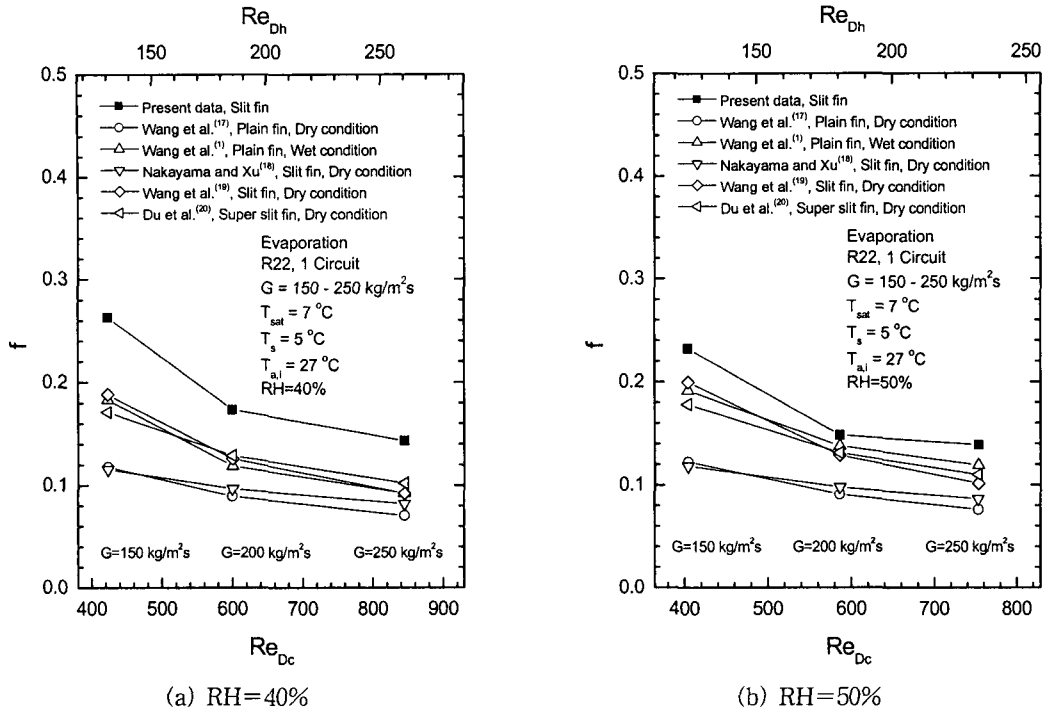 Re_Dh
150 200 250
0.5
0.4
0.3
0.2
0.1
0.0
f
Present data, Slit fin
Wang et al.(17), Plain fin, Dry condition
Wang et al.(1), Plain fin, Wet condition
Nakayama and Xu(18), Slit fin, Dry condition
Wang et al.(19), Slit fin, Dry condition
Du et al.(20), Super slit fin, Dry condition
Evaporation
R22, 1 Circuit
G = 150 - 250 kg/m²s
T_sat = 7 °C
T_s = 5 °C
T_a,i = 27 °C
RH=40%
G=150 kg/m²s G=200 kg/m²s G=250 kg/m²s
400 500 600 700 800 900
Re_Dc
(a) RH=40%
Re_Dh
150 200 250
0.5
0.4
0.3
0.2
0.1
0.0
f
Present data, Slit fin
Wang et al.(17), Plain fin, Dry condition
Wang et al.(1), Plain fin, Wet condition
Nakayama and Xu(18), Slit fin, Dry condition
Wang et al.(19), Slit fin, Dry condition
Du et al.(20), Super slit fin, Dry condition
Evaporation
R22, 1 Circuit
G = 150 - 250 kg/m²s
T_sat = 7 °C
T_s = 5 °C
T_a,i = 27 °C
RH=50%
G=150 kg/m²s G=200 kg/m²s G=250 kg/m²s
400 500 600 700 800
Re_Dc
(b) RH=50%